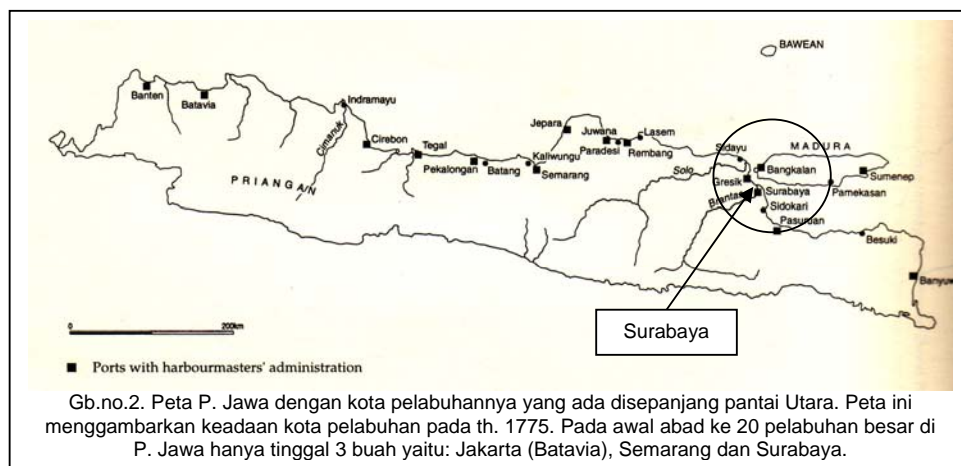 BAWEAN
Banten
Batavia
Indramayu
Cimanuk
Cirebon
Tegal
Pekalongan
Batang
Kaliwungu
Semarang
Jepara
Juwana
Paradesi
Lasem
Rembang
PRIANGAN
Solo
Sidayu
MADURA
Bangkalan
Sumenep
Gresik
Surabaya
Pamekasan
Brantas
Sidokari
Pasuruan
Besuki
Banyuw
0 200km
Surabaya
Ports with harbourmasters' administration
Gb.no.2. Peta P. Jawa dengan kota pelabuhannya yang ada disepanjang pantai Utara. Peta ini
menggambarkan keadaan kota pelabuhan pada th. 1775. Pada awal abad ke 20 pelabuhan besar di
P. Jawa hanya tinggal 3 buah yaitu: Jakarta (Batavia), Semarang dan Surabaya.